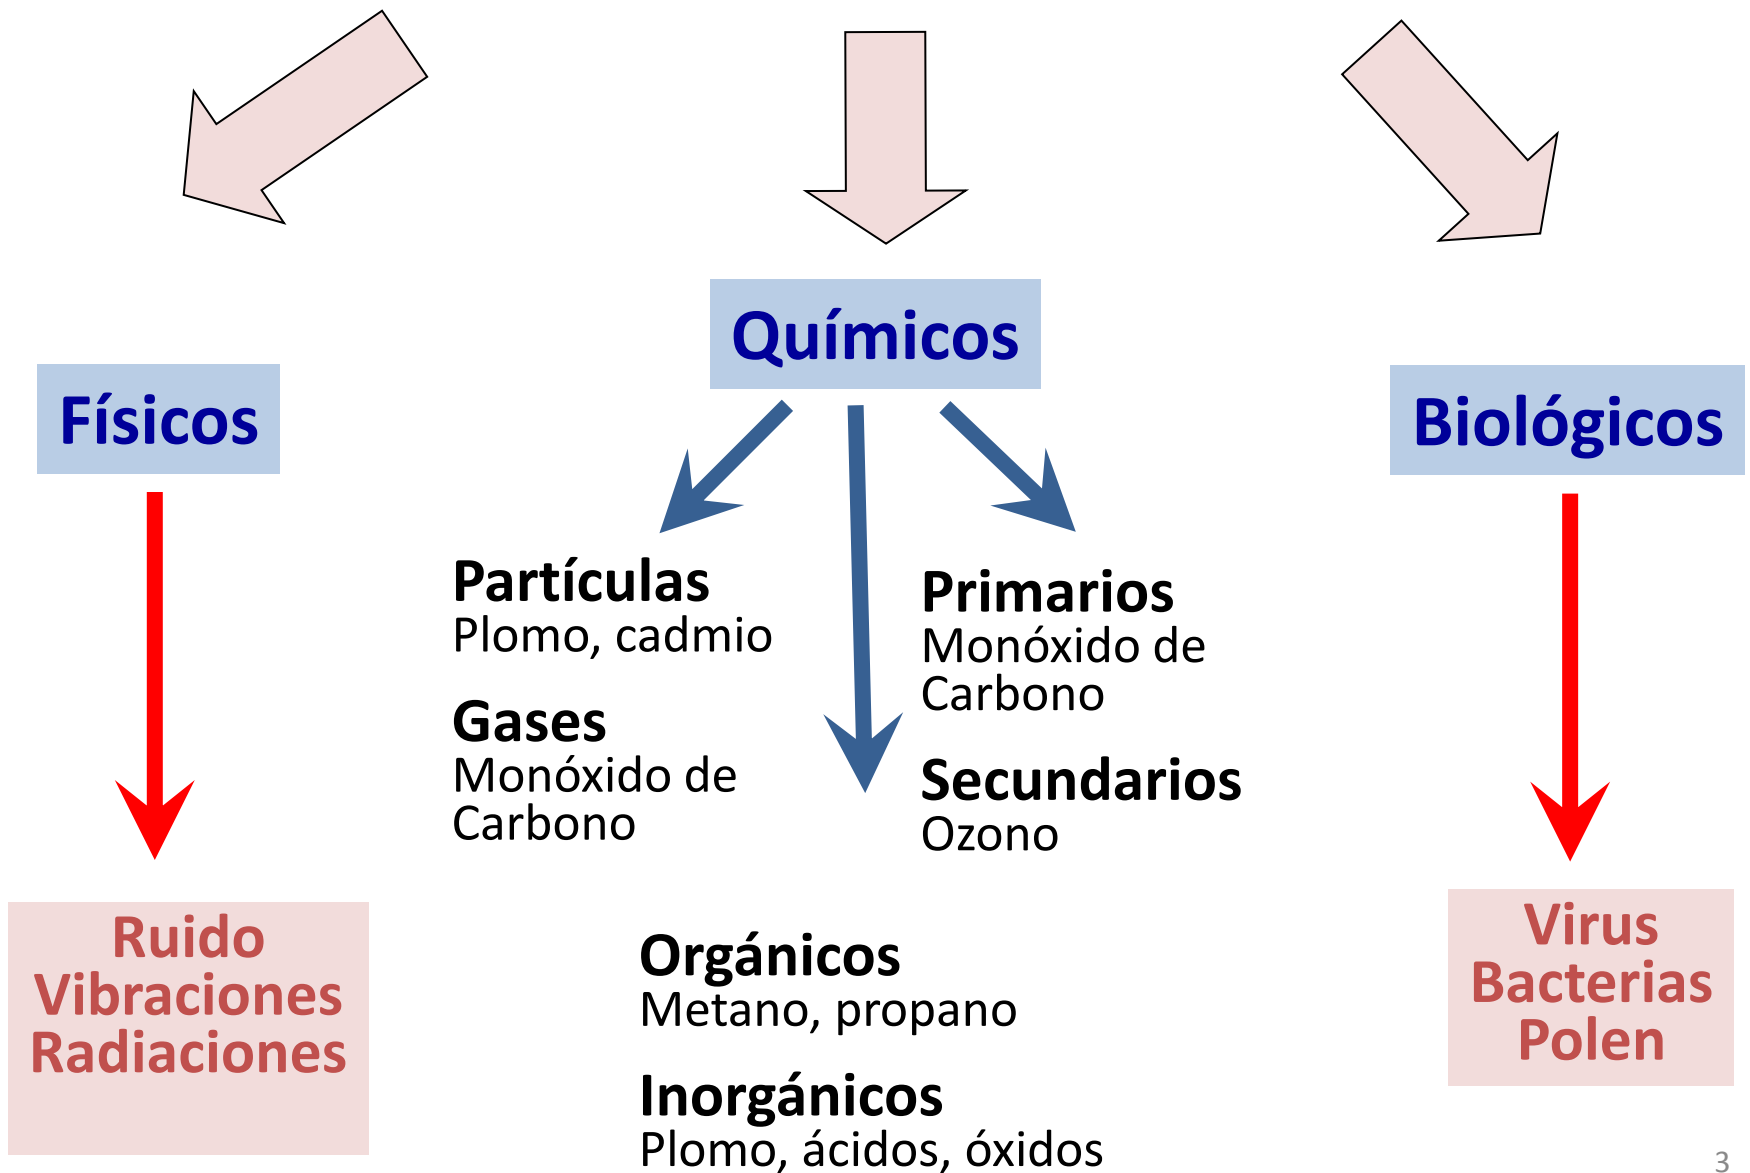 Químicos
Físicos
Biológicos
Partículas
Plomo, cadmio
Gases
Monóxido de
Carbono
Primarios
Monóxido de
Carbono
Secundarios
Ozono
Ruido
Vibraciones
Radiaciones
Orgánicos
Metano, propano
Inorgánicos
Plomo, ácidos, óxidos
Virus
Bacterias
Polen
3